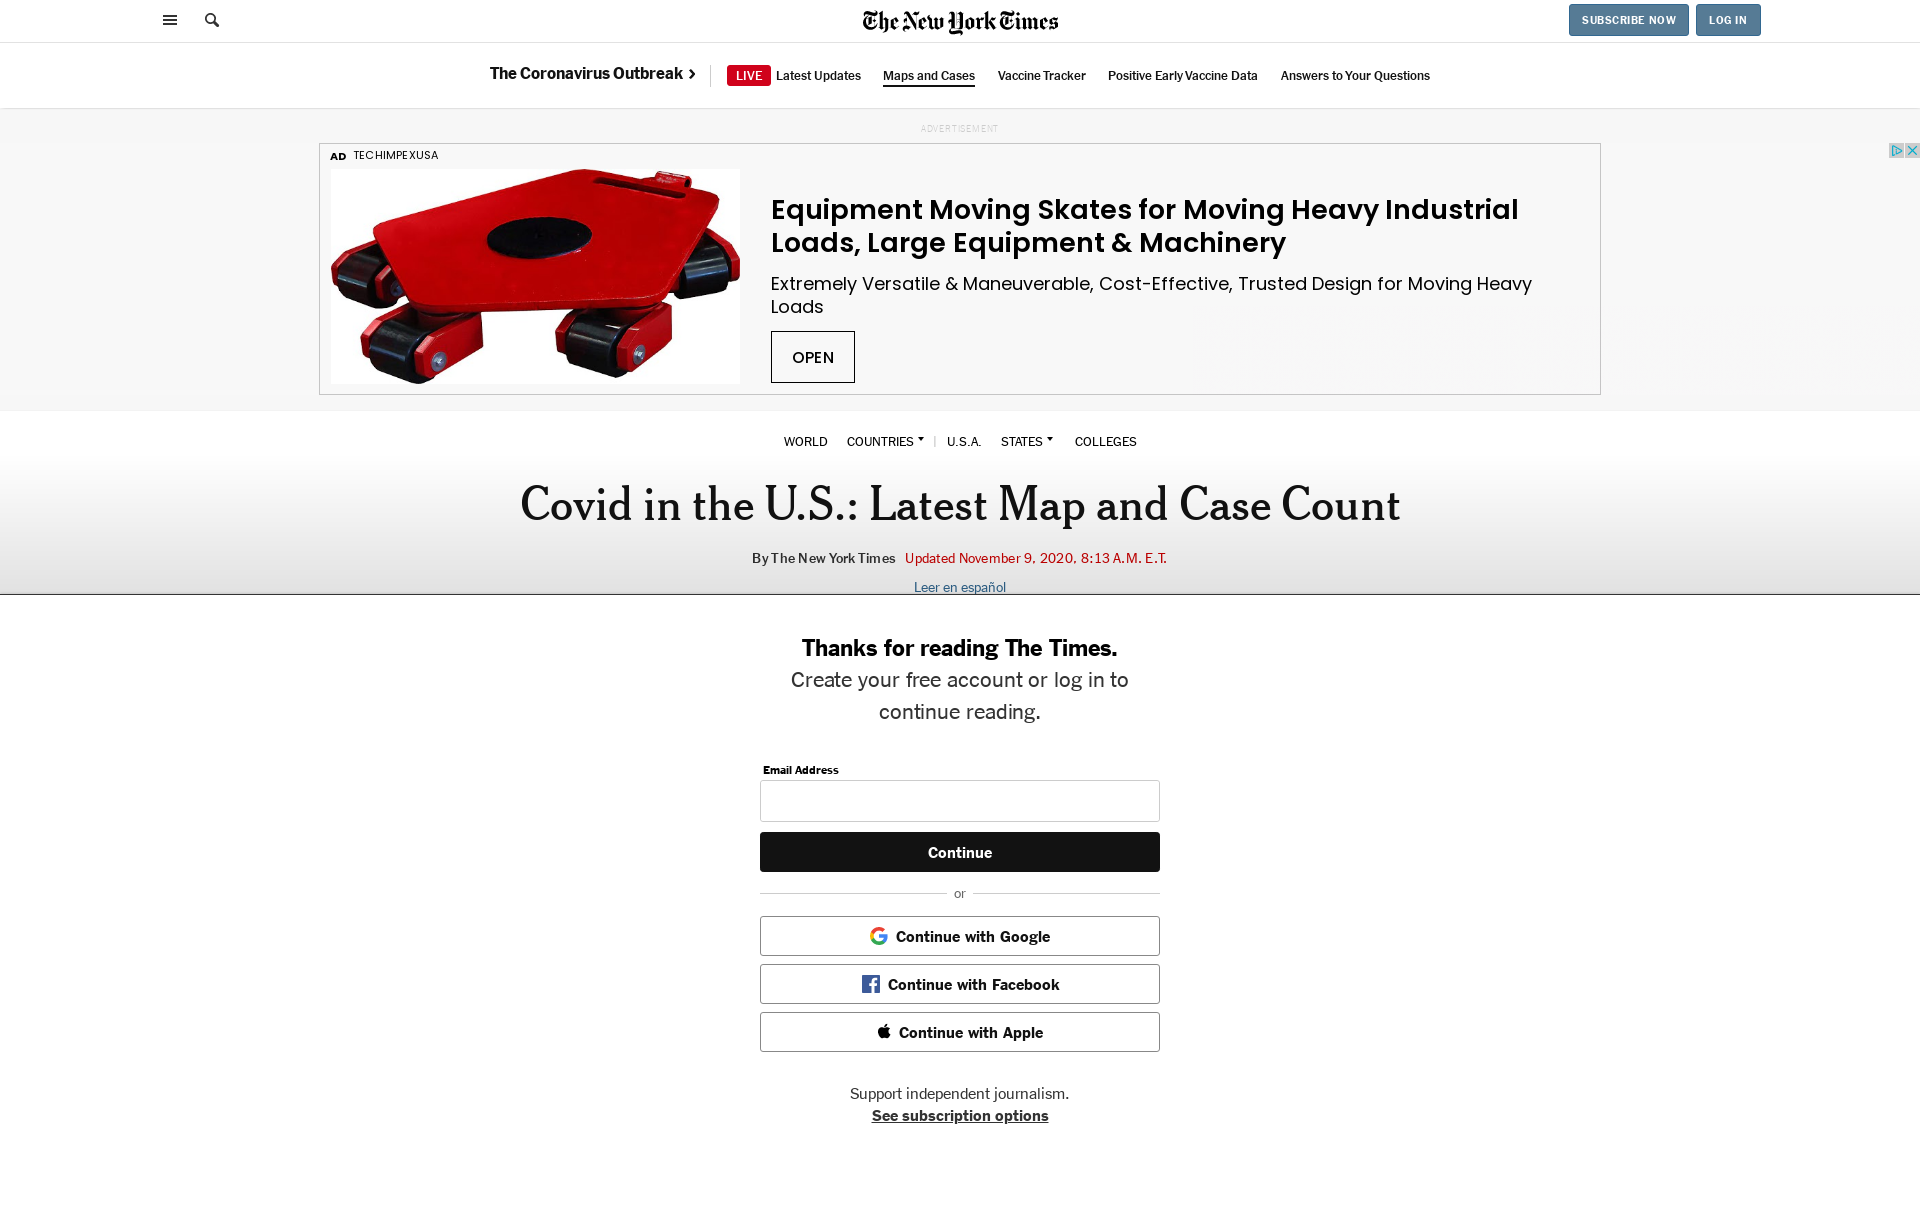 The New York Times
SUBSCRIBE NOW
LOG IN
The Coronavirus Outbreak
LIVE Latest Updates
Maps and Cases
Vaccine Tracker
Positive Early Vaccine Data
Answers to Your Questions
ADVERTISEMENT
AD TECHIMPEXUSA
Equipment Moving Skates for Moving Heavy Industrial
Loads, Large Equipment & Machinery
Extremely Versatile & Maneuverable, Cost-Effective, Trusted Design for Moving Heavy
Loads
OPEN
WORLD COUNTRIES | U.S.A. STATES COLLEGES
Covid in the U.S.: Latest Map and Case Count
By The New York Times Updated November 9, 2020, 8:13 A.M. E.T.
Leer en español
Thanks for reading The Times.
Create your free account or log in to
continue reading.
Email Address
Continue
or
Continue with Google
Continue with Facebook
Continue with Apple
Support independent journalism.
See subscription options